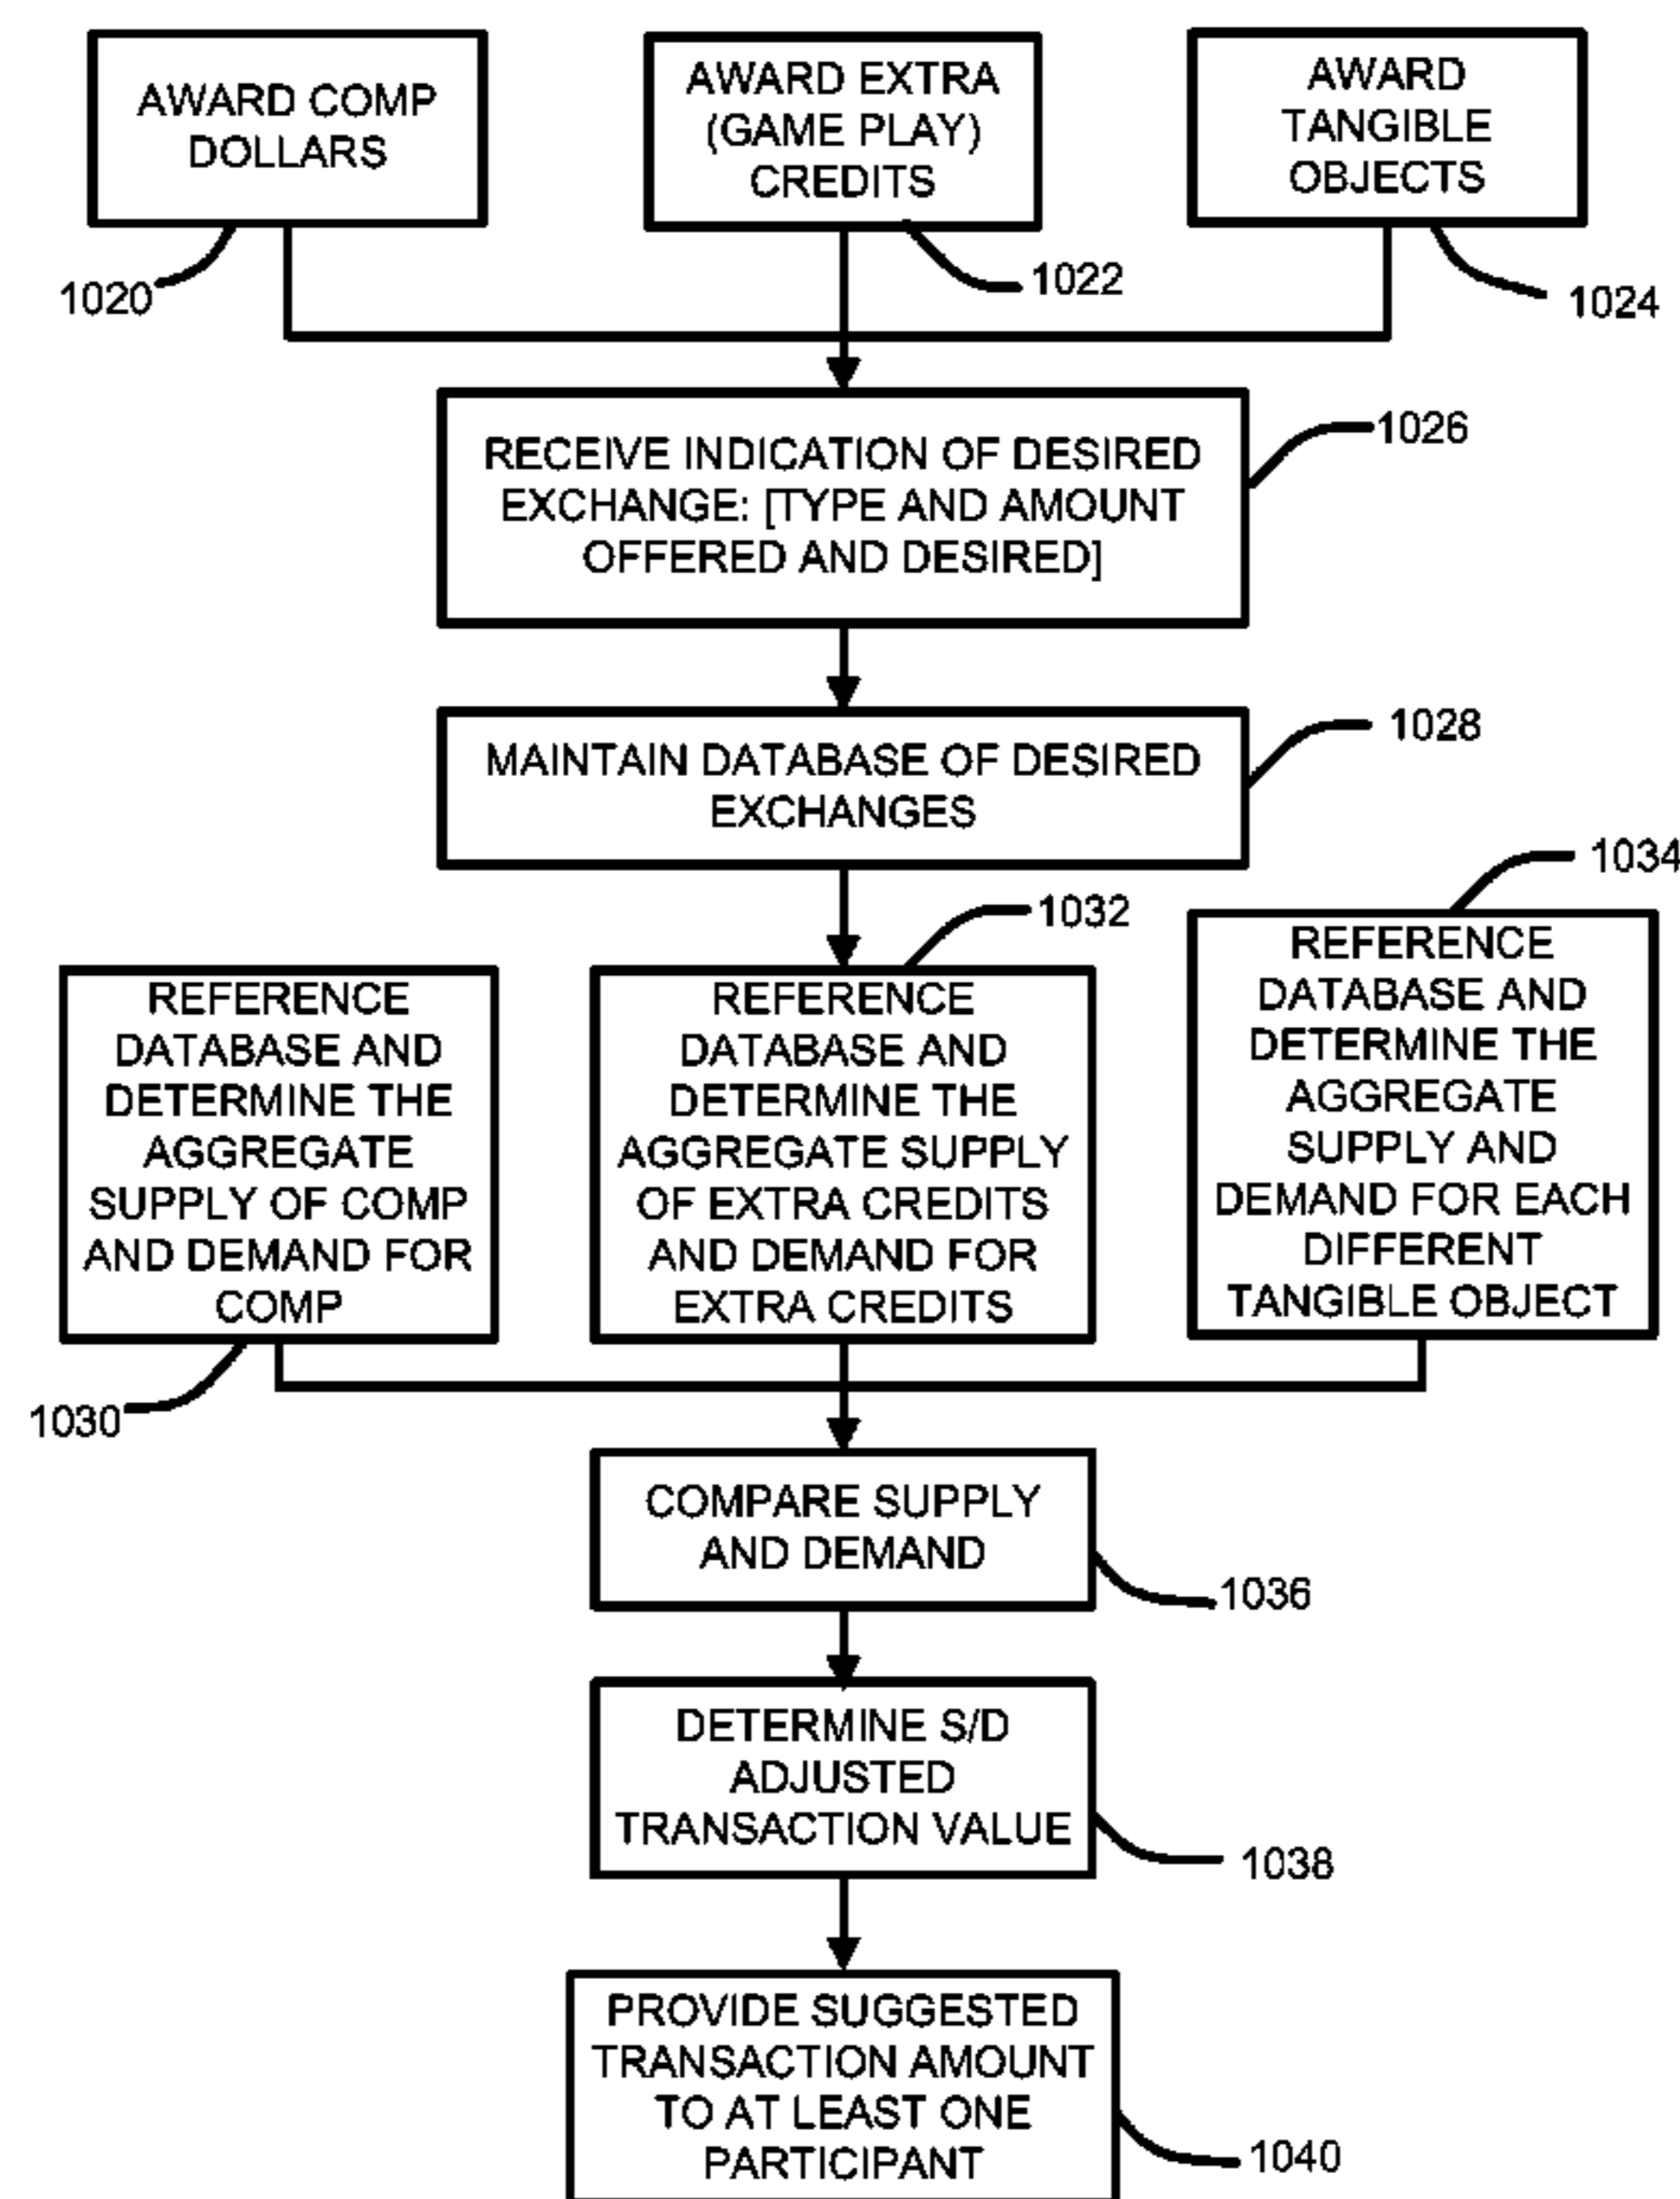 AWARD COMP
DOLLARS
AWARD EXTRA
(GAME PLAY)
CREDITS
AWARD
TANGIBLE
OBJECTS
1020
1022
1024
RECEIVE INDICATION OF DESIRED
EXCHANGE: [TYPE AND AMOUNT
OFFERED AND DESIRED]
1026
MAINTAIN DATABASE OF DESIRED
EXCHANGES
1028
1032
1034
REFERENCE
DATABASE AND
DETERMINE THE
AGGREGATE
SUPPLY OF COMP
AND DEMAND FOR
COMP
REFERENCE
DATABASE AND
DETERMINE THE
AGGREGATE SUPPLY
OF EXTRA CREDITS
AND DEMAND FOR
EXTRA CREDITS
REFERENCE
DATABASE AND
DETERMINE THE
AGGREGATE
SUPPLY AND
DEMAND FOR EACH
DIFFERENT
TANGIBLE OBJECT
1030
COMPARE SUPPLY
AND DEMAND
1036
DETERMINE S/D
ADJUSTED
TRANSACTION VALUE
1038
PROVIDE SUGGESTED
TRANSACTION AMOUNT
TO AT LEAST ONE
PARTICIPANT
1040